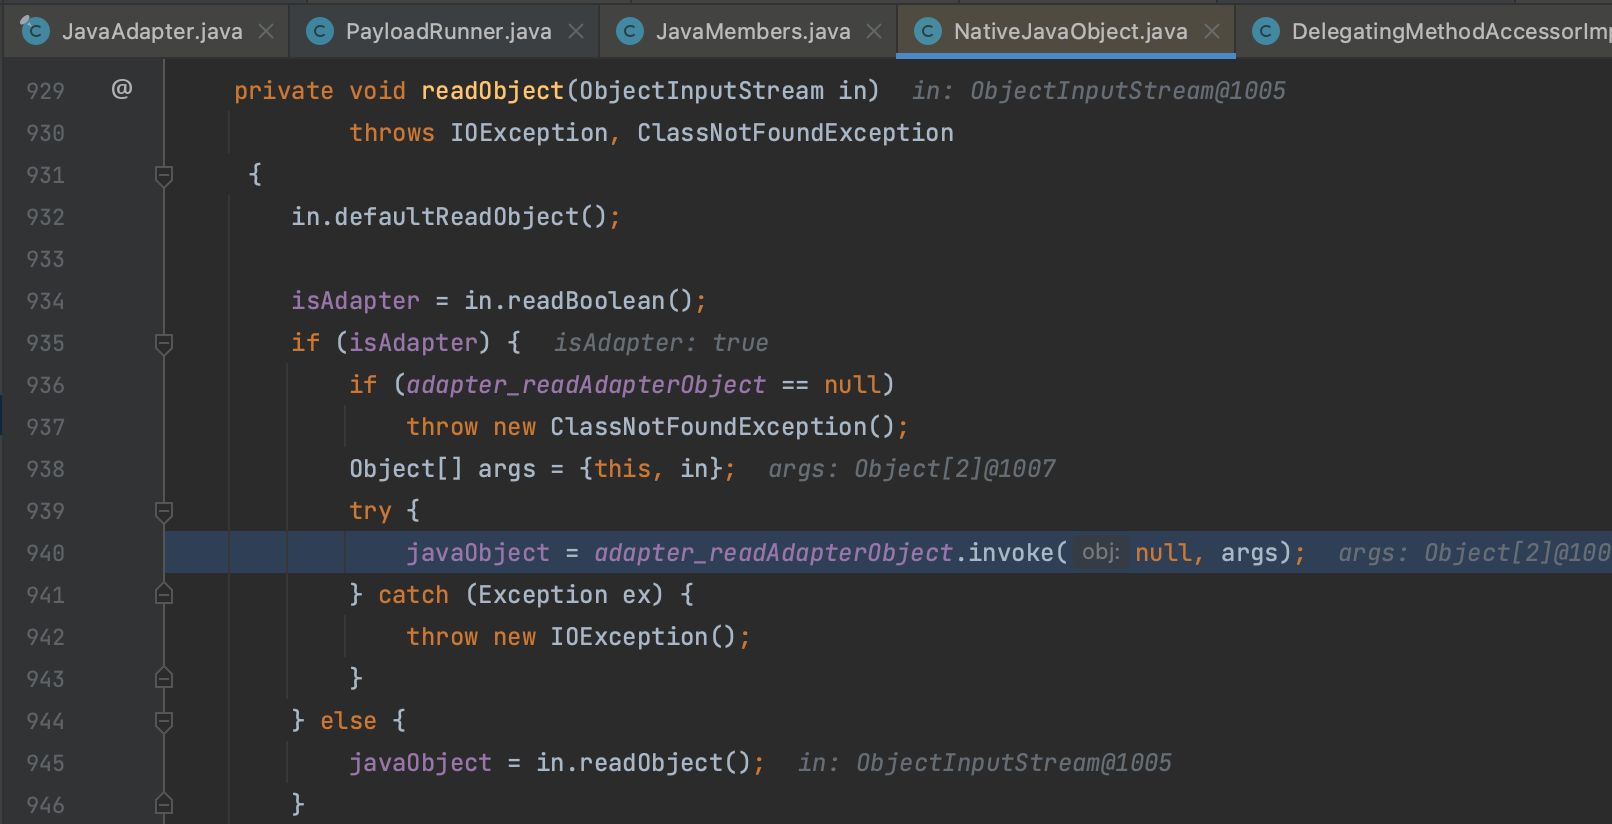 JavaAdapter.java PayloadRunner.java JavaMembers.java NativeJavaObject.java DelegatingMethodAccessorImp
929 @ private void readObject(ObjectInputStream in) in: ObjectInputStream@1005
930 throws IOException, ClassNotFoundException
931 {
932 in.defaultReadObject();
933
934 isAdapter = in.readBoolean();
935 if (isAdapter) { isAdapter: true
936 if (adapter_readAdapterObject == null)
937 throw new ClassNotFoundException();
938 Object[] args = {this, in}; args: Object[2]@1007
939 try {
940 javaObject = adapter_readAdapterObject.invoke( obj: null, args); args: Object[2]@100
941 } catch (Exception ex) {
942 throw new IOException();
943 }
944 } else {
945 javaObject = in.readObject(); in: ObjectInputStream@1005
946 }